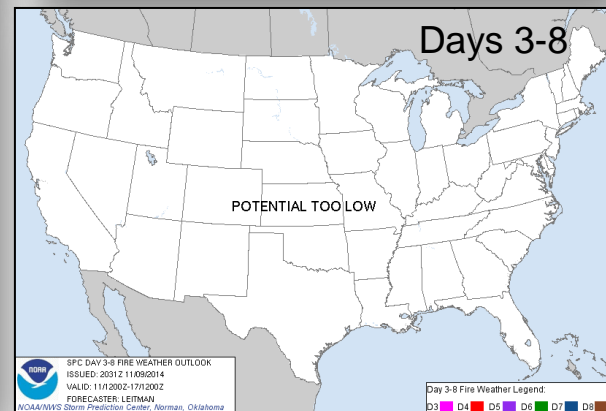 Days 3-8
POTENTIAL TOO LOW
NOAA
SPC DAY 3-8 FIRE WEATHER OUTLOOK
ISSUED: 2031Z 11/09/2014
VALID: 11/1200Z-17/1200Z
FORECASTER: LEITMAN
NOAA/NWS Storm Prediction Center, Norman, Oklahoma
Day 3-8 Fire Weather Legend:
D3 D4 D5 D6 D7 D8